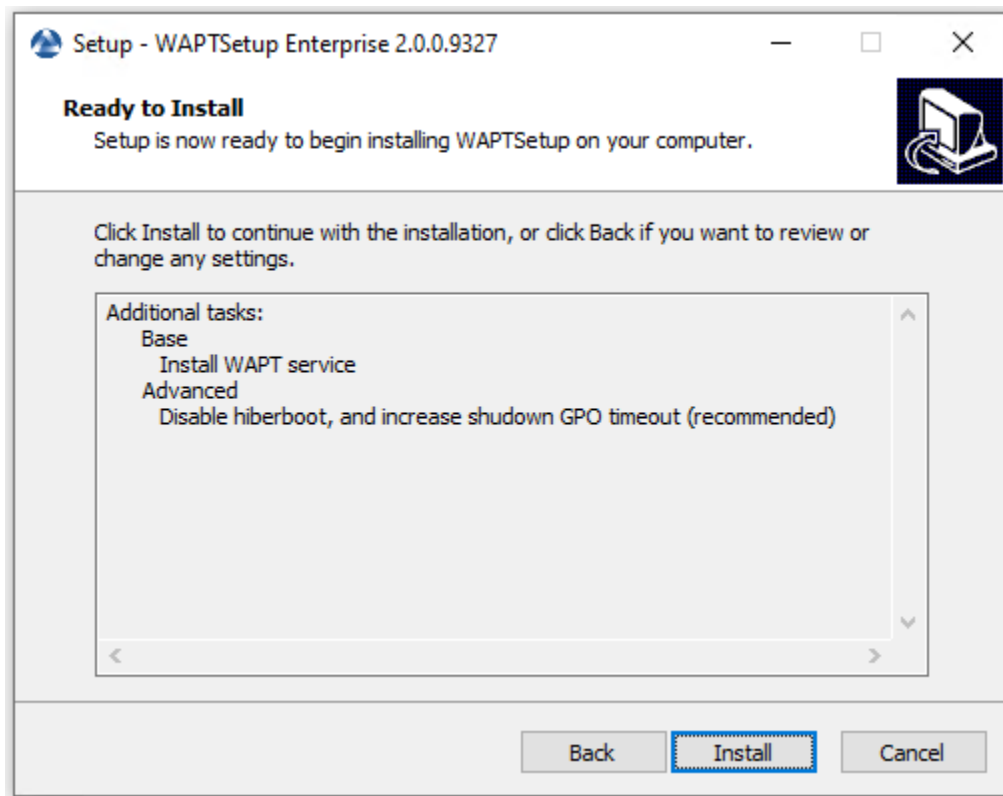 Setup - WAPTSetup Enterprise 2.0.0.9327
Ready to Install
Setup is now ready to begin installing WAPTSetup on your computer.
Click Install to continue with the installation, or click Back if you want to review or
change any settings.
Additional tasks:
Base
Install WAPT service
Advanced
Disable hiberboot, and increase shudown GPO timeout (recommended)
Back
Install
Cancel